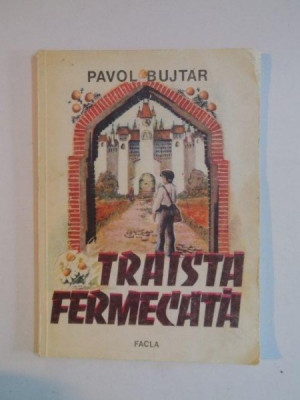 PAVOL BUJTAR
TRAISTA
FERMECATĂ
FACLA